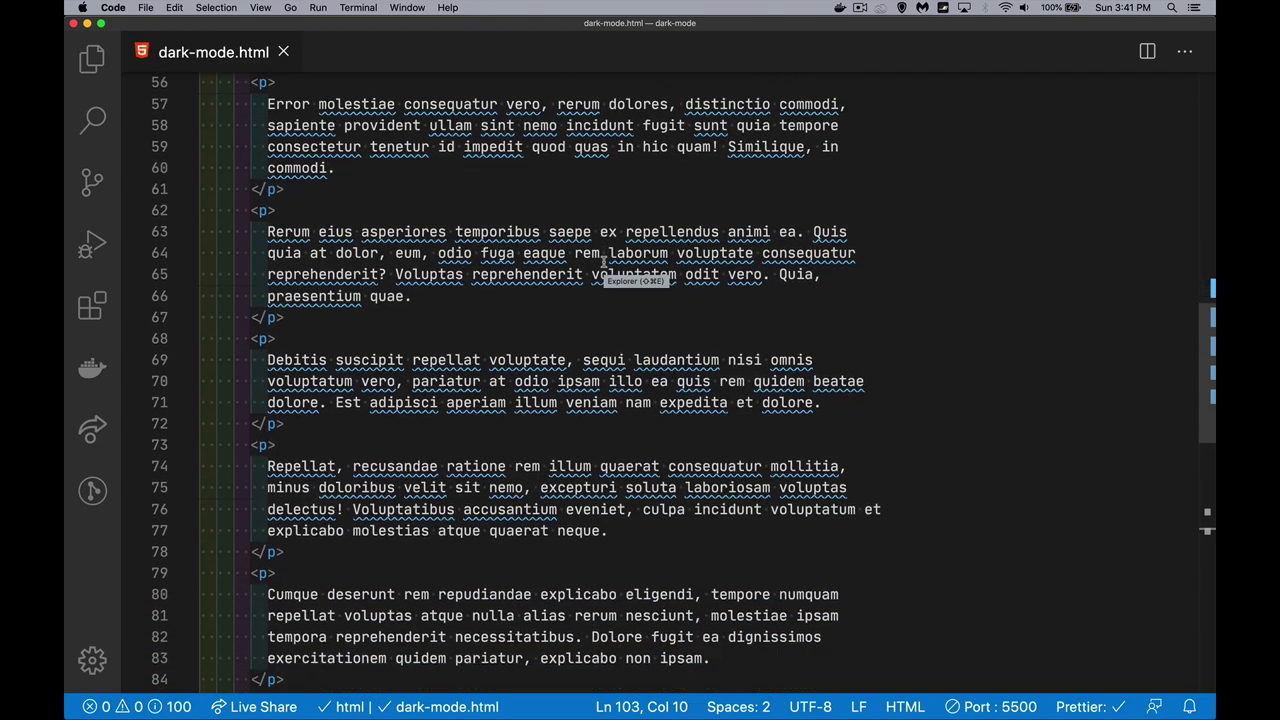 Code File Edit Selection View Go Run Terminal Window Help 100% Sun 3:41 PM
dark-mode.html — dark-mode
dark-mode.html
56 <p>
57 Error molestiae consequatur vero, rerum dolores, distinctio commodi,
58 sapiente provident ullam sint nemo incidunt fugit sunt quia tempore
59 consectetur tenetur id impedit quod quas in hic quam! Similique, in
60 commodi.
61 </p>
62 <p>
63 Rerum eius asperiores temporibus saepe ex repellendus animi ea. Quis
64 quia at dolor, eum, odio fuga eaque rem laborum voluptate consequatur
65 reprehenderit? Voluptas reprehenderit voluptatem odit vero. Quia,
Explorer (⇧⌘E)
66 praesentium quae.
67 </p>
68 <p>
69 Debitis suscipit repellat voluptate, sequi laudantium nisi omnis
70 voluptatum vero, pariatur at odio ipsam illo ea quis rem quidem beatae
71 dolore. Est adipisci aperiam illum veniam nam expedita et dolore.
72 </p>
73 <p>
74 Repellat, recusandae ratione rem illum quaerat consequatur mollitia,
75 minus doloribus velit sit nemo, excepturi soluta laboriosam voluptas
76 delectus! Voluptatibus accusantium eveniet, culpa incidunt voluptatum et
77 explicabo molestias atque quaerat neque.
78 </p>
79 <p>
80 Cumque deserunt rem repudiandae explicabo eligendi, tempore numquam
81 repellat voluptas atque nulla alias rerum nesciunt, molestiae ipsam
82 tempora reprehenderit necessitatibus. Dolore fugit ea dignissimos
83 exercitationem quidem pariatur, explicabo non ipsam.
84 </p>
0 0 100 Live Share ✓ html | ✓ dark-mode.html Ln 103, Col 10 Spaces: 2 UTF-8 LF HTML Port : 5500 Prettier: ✓